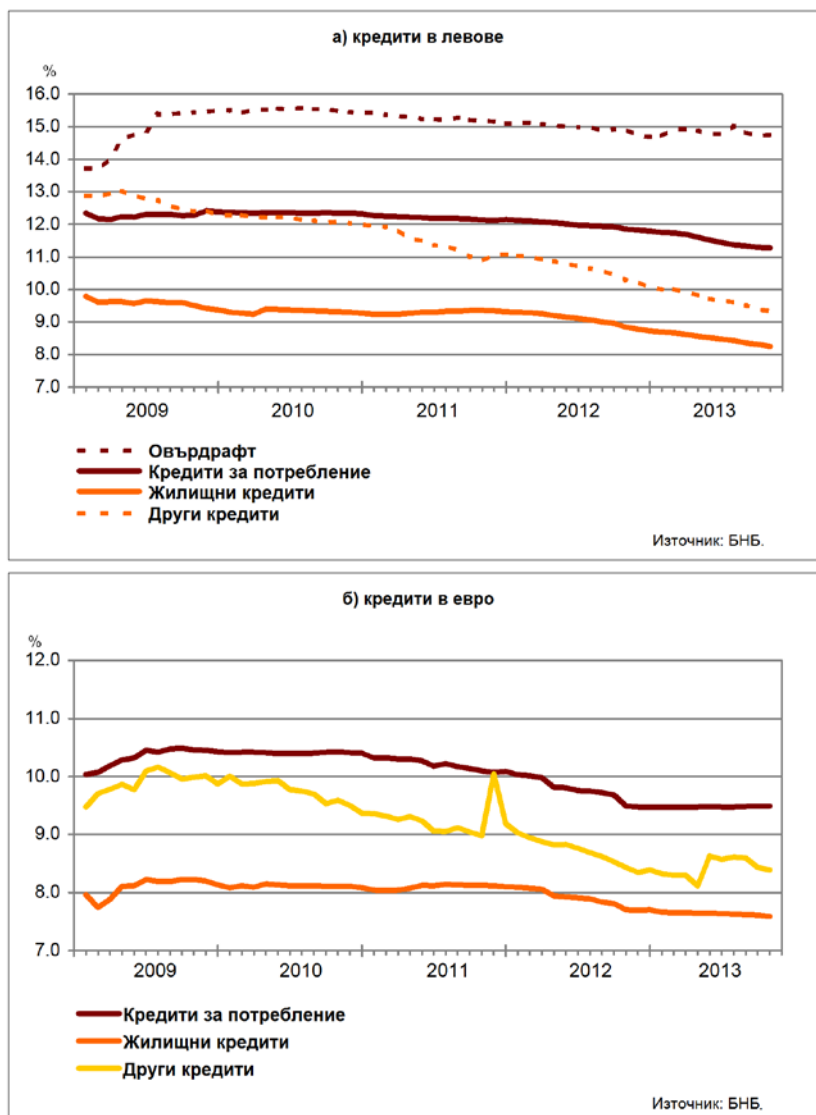 а) кредити в левове
%
16.0
15.0
14.0
13.0
12.0
11.0
10.0
9.0
8.0
7.0
2009 2010 2011 2012 2013
Овърдрафт
Кредити за потребление
Жилищни кредити
Други кредити
Източник: БНБ.
б) кредити в евро
%
12.0
11.0
10.0
9.0
8.0
7.0
2009 2010 2011 2012 2013
Кредити за потребление
Жилищни кредити
Други кредити
Източник: БНБ.